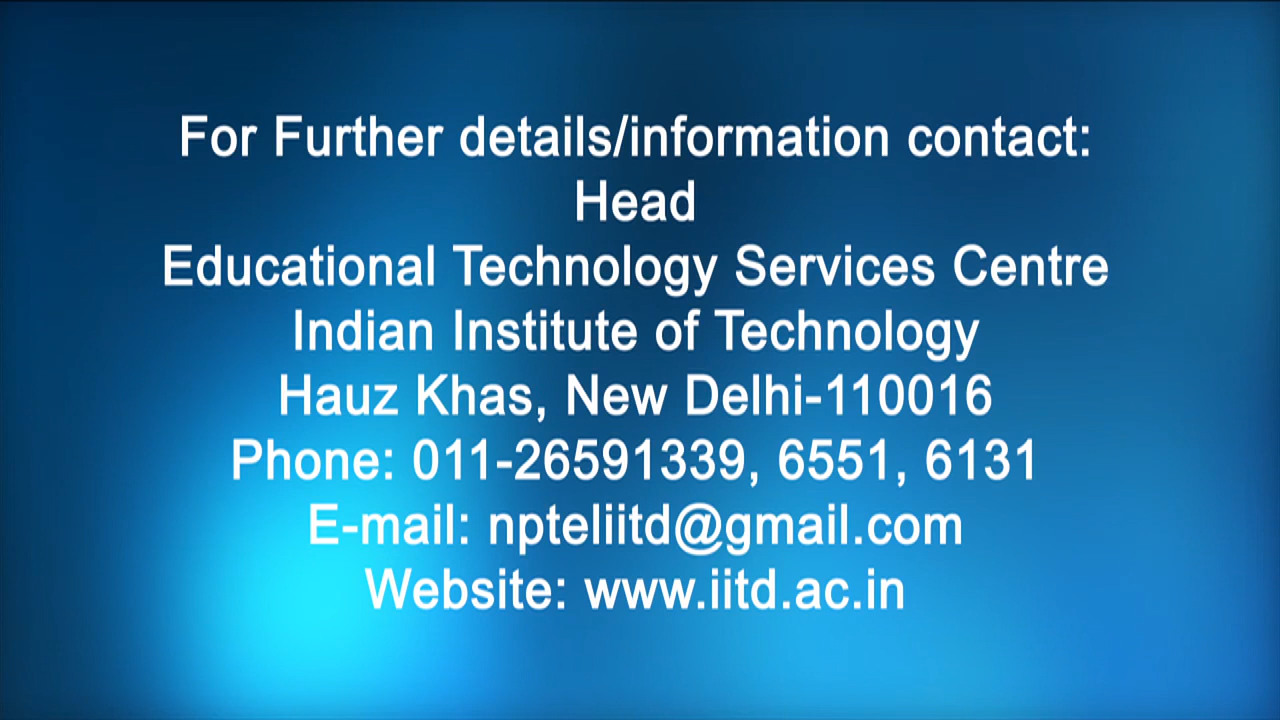 For Further details/information contact:
Head
Educational Technology Services Centre
Indian Institute of Technology
Hauz Khas, New Delhi-110016
Phone: 011-26591339, 6551, 6131
E-mail: npteliitd@gmail.com
Website: www.iitd.ac.in